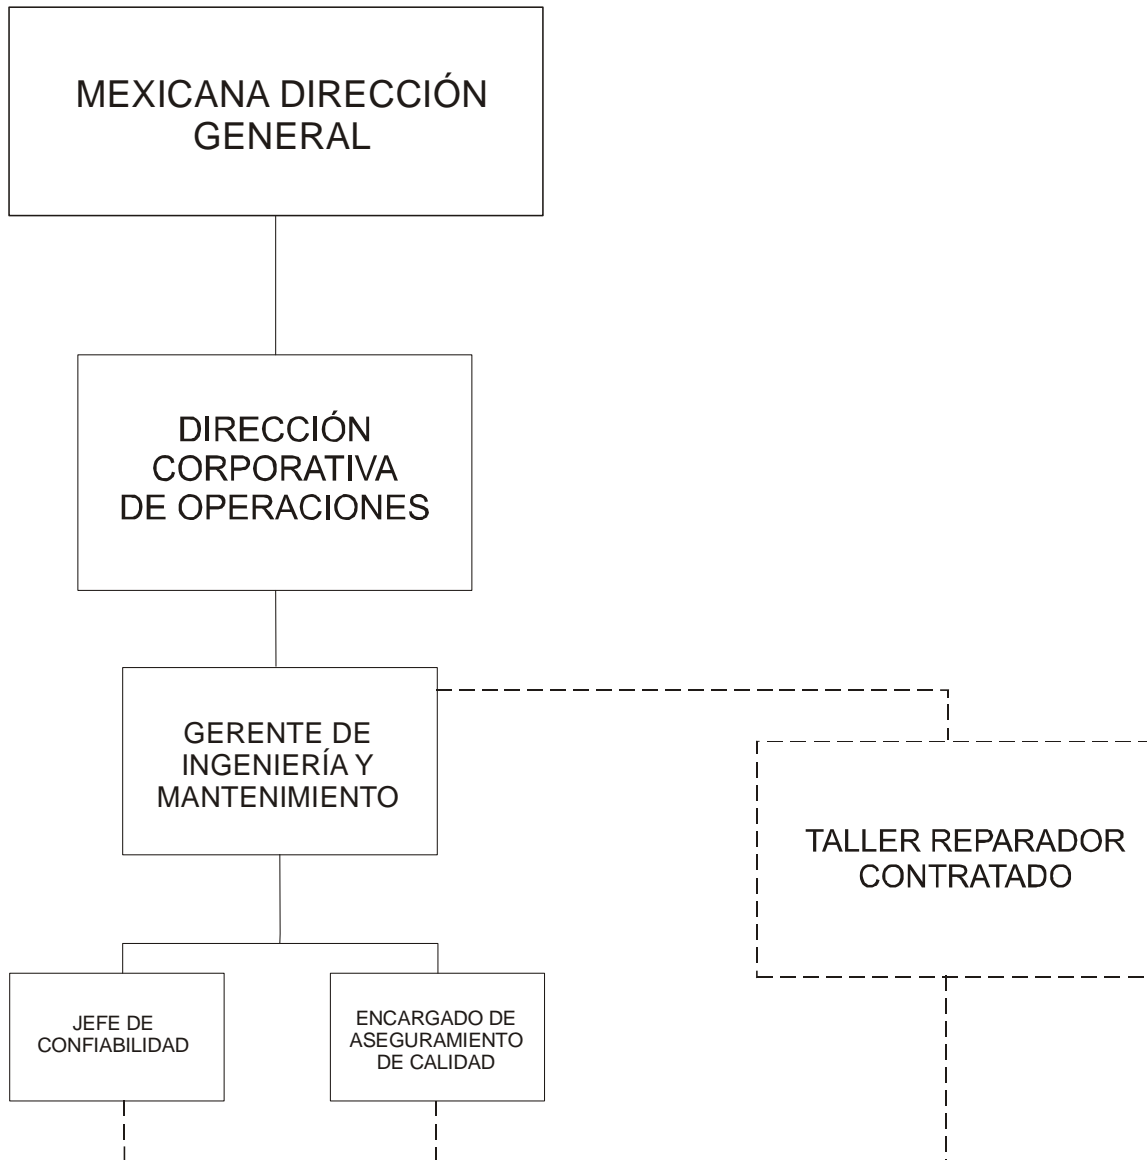 MEXICANA DIRECCIÓN
GENERAL
DIRECCIÓN
CORPORATIVA
DE OPERACIONES
GERENTE DE
INGENIERÍA Y
MANTENIMIENTO
TALLER REPARADOR
CONTRATADO
JEFE DE
CONFIABILIDAD
ENCARGADO DE
ASEGURAMIENTO
DE CALIDAD